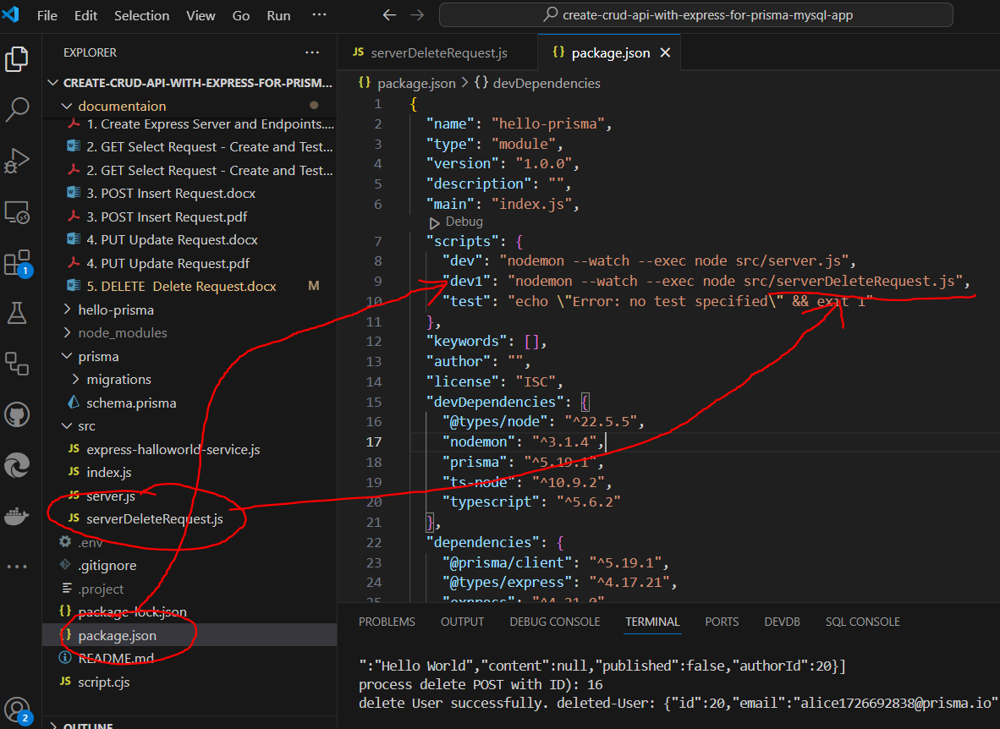 File Edit Selection View Go Run ···
create-crud-api-with-express-for-prisma-mysql-app
EXPLORER
CREATE-CRUD-API-WITH-EXPRESS-FOR-PRISM...
documentaion
1. Create Express Server and Endpoints....
2. GET Select Request - Create and Test...
2. GET Select Request - Create and Test...
3. POST Insert Request.docx
3. POST Insert Request.pdf
4. PUT Update Request.docx
4. PUT Update Request.pdf
5. DELETE  Delete Request.docx M
hello-prisma
node_modules
prisma
migrations
schema.prisma
src
JS express-halloworld-service.js
JS index.js
JS server.js
JS serverDeleteRequest.js
.env
.gitignore
.project
{} package-lock.json
{} package.json
README.md
JS script.cjs
OUTLINE
1
2
JS serverDeleteRequest.js
{} package.json
{} package.json > {} devDependencies
1 {
2 "name": "hello-prisma",
3 "type": "module",
4 "version": "1.0.0",
5 "description": "",
6 "main": "index.js",
Debug
7 "scripts": {
8 "dev": "nodemon --watch --exec node src/server.js",
9 "dev1": "nodemon --watch --exec node src/serverDeleteRequest.js",
10 "test": "echo \"Error: no test specified\" && exit 1"
11 },
12 "keywords": [],
13 "author": "",
14 "license": "ISC",
15 "devDependencies": {
16 "@types/node": "^22.5.5",
17 "nodemon": "^3.1.4",
18 "prisma": "^5.19.1",
19 "ts-node": "^10.9.2",
20 "typescript": "^5.6.2"
21 },
22 "dependencies": {
23 "@prisma/client": "^5.19.1",
24 "@types/express": "^4.17.21",
25 "express": "^4.21.0"
PROBLEMS OUTPUT DEBUG CONSOLE TERMINAL PORTS DEVDB SQL CONSOLE
":"Hello World","content":null,"published":false,"authorId":20}]
process delete POST with ID): 16
delete User successfully. deleted-User: {"id":20,"email":"alice1726692838@prisma.io"